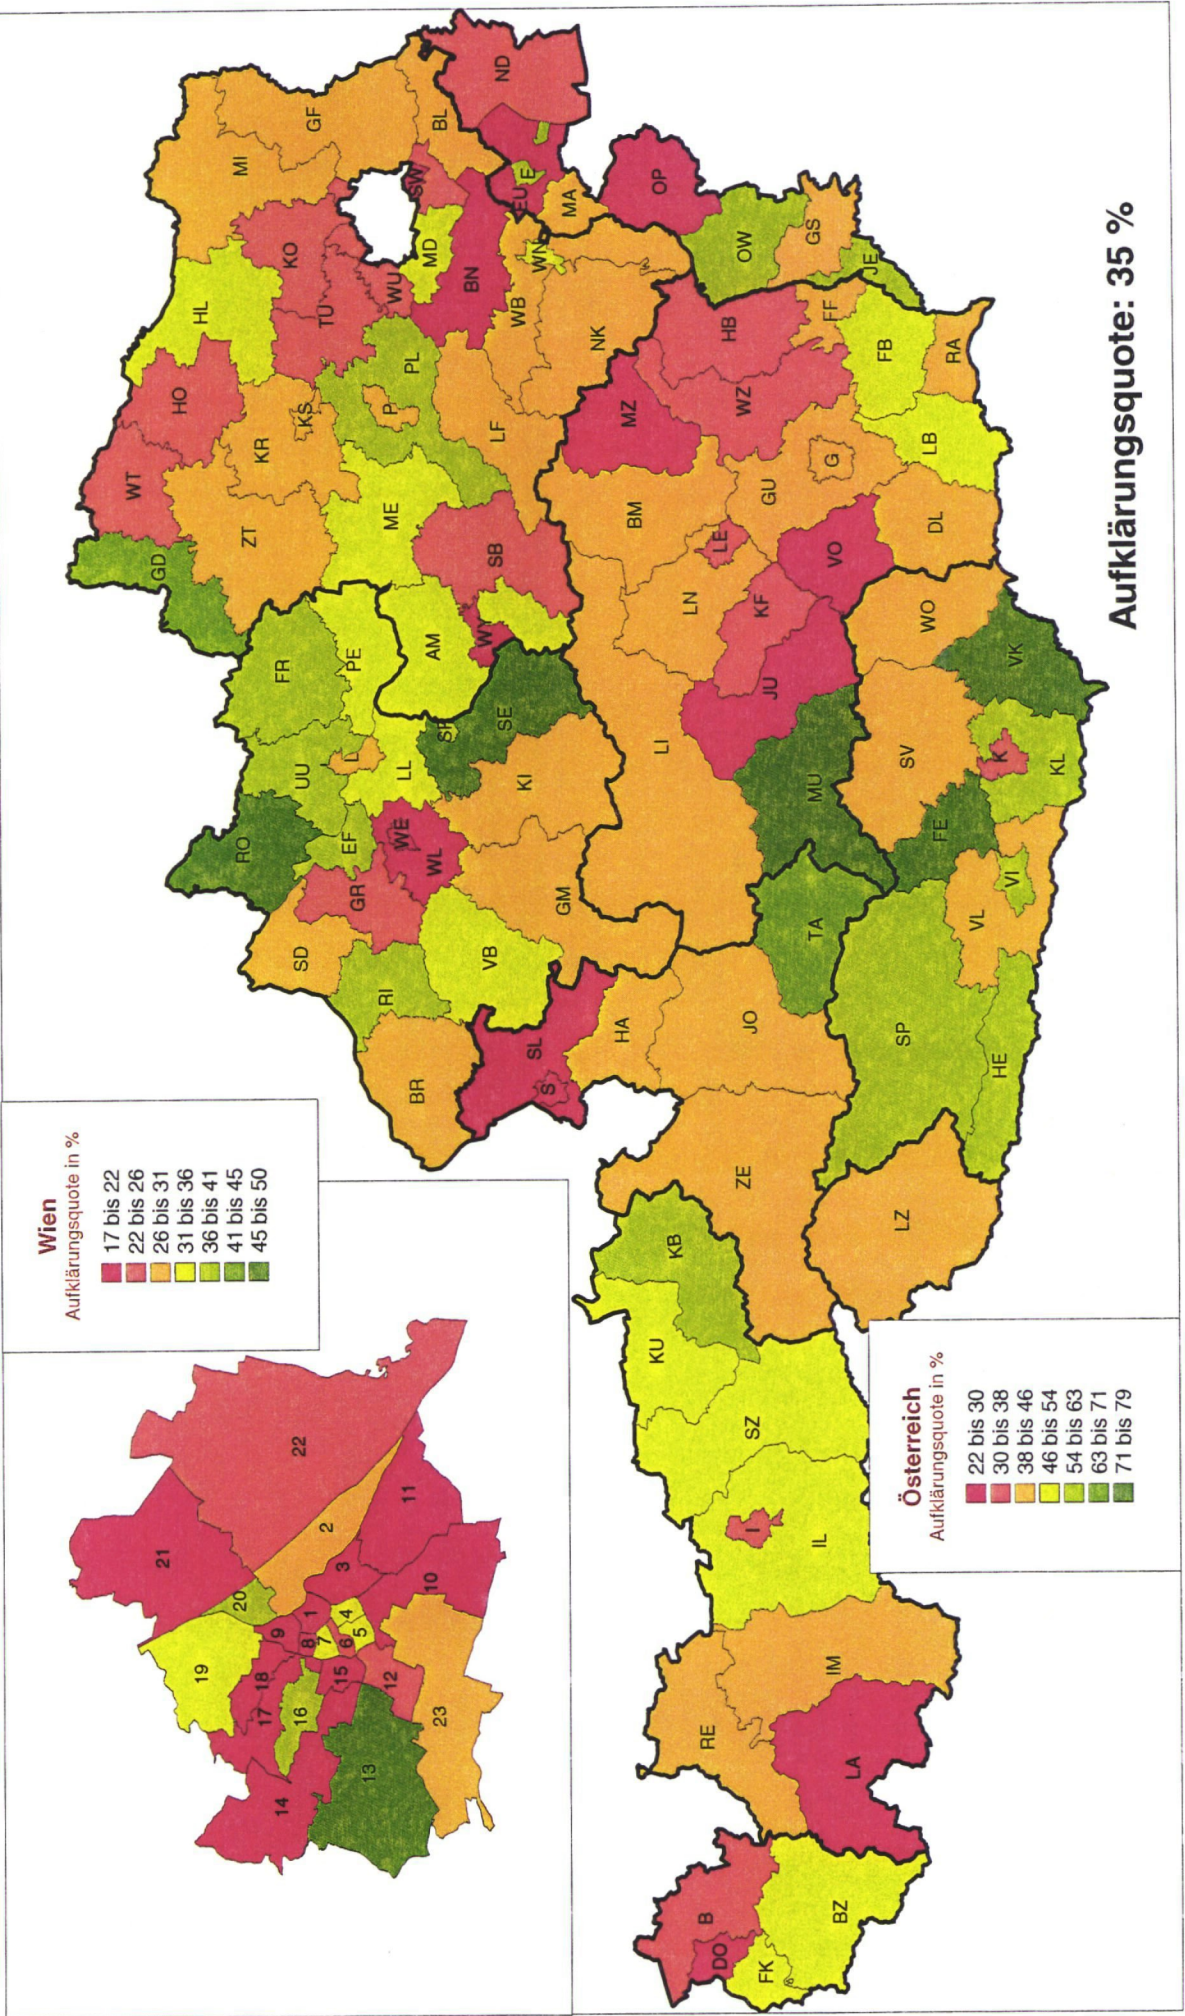 Wien
Aufklärungsquote in %
17 bis 22
22 bis 26
26 bis 31
31 bis 36
36 bis 41
41 bis 45
45 bis 50
21
22
20
19
2
11
3
10
1
9
8
7
4
5
6
18
17
16
15
12
14
13
23
Österreich
Aufklärungsquote in %
22 bis 30
30 bis 38
38 bis 46
46 bis 54
54 bis 63
63 bis 71
71 bis 79
GD
WT
HO
HL
MI
GF
ZT
KR
KS
KO
TU
RO
FR
UU
PE
ME
P
PL
WU
SW
BL
ND
SD
GR
EF
L
LL
AM
SB
LF
MD
BN
EU
E
RI
WE
WL
SE
WB
WN
MA
BR
VB
KI
NK
SL
S
GM
HA
LI
BM
MZ
HB
OP
JO
LN
LE
GU
WZ
OW
KB
ZE
TA
MU
JU
KF
VO
G
FF
GS
JE
KU
SZ
SP
FE
SV
WO
DL
LB
FB
RA
RE
IM
IL
I
LZ
HE
VL
VI
K
KL
VK
B
DO
FK
BZ
LA
Aufklärungsquote: 35 %